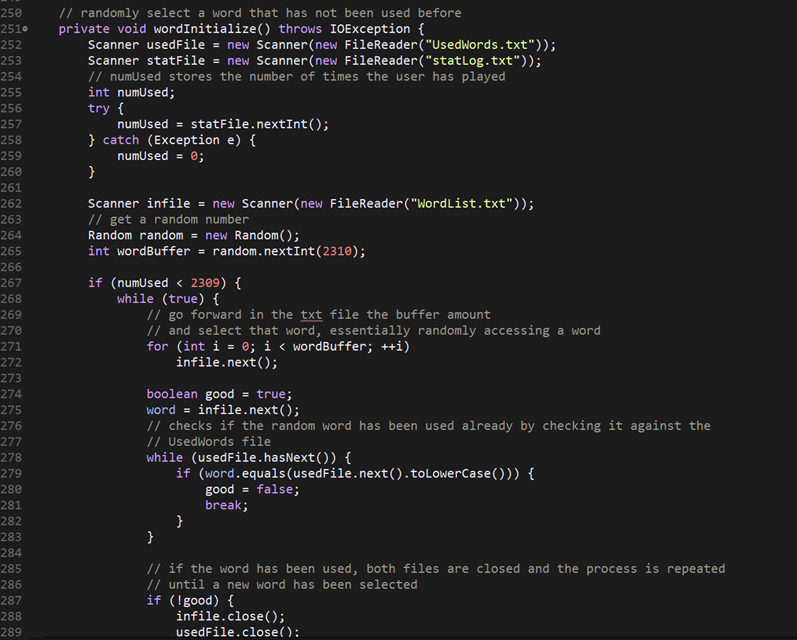 250 // randomly select a word that has not been used before
251 private void wordInitialize() throws IOException {
252 Scanner usedFile = new Scanner(new FileReader("UsedWords.txt"));
253 Scanner statFile = new Scanner(new FileReader("statLog.txt"));
254 // numUsed stores the number of times the user has played
255 int numUsed;
256 try {
257 numUsed = statFile.nextInt();
258 } catch (Exception e) {
259 numUsed = 0;
260 }
261
262 Scanner infile = new Scanner(new FileReader("WordList.txt"));
263 // get a random number
264 Random random = new Random();
265 int wordBuffer = random.nextInt(2310);
266
267 if (numUsed < 2309) {
268 while (true) {
269 // go forward in the txt file the buffer amount
270 // and select that word, essentially randomly accessing a word
271 for (int i = 0; i < wordBuffer; ++i)
272 infile.next();
273
274 boolean good = true;
275 word = infile.next();
276 // checks if the random word has been used already by checking it against the
277 // UsedWords file
278 while (usedFile.hasNext()) {
279 if (word.equals(usedFile.next().toLowerCase())) {
280 good = false;
281 break;
282 }
283 }
284
285 // if the word has been used, both files are closed and the process is repeated
286 // until a new word has been selected
287 if (!good) {
288 infile.close();
289 usedFile.close();